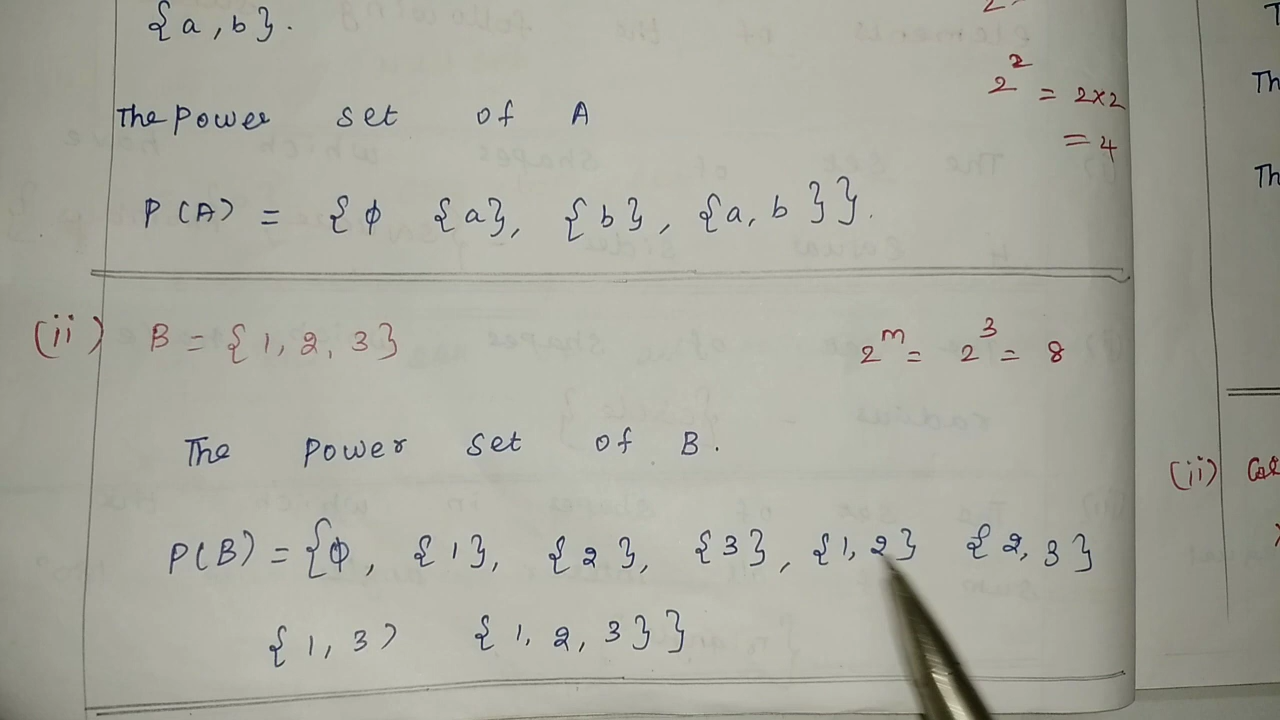 {a, b}.
2² = 2×2
= 4
The Power set of A
P(A) = {φ {a}, {b}, {a, b}}.
(ii) B = {1, 2, 3}
2ᵐ = 2³ = 8
The Power set of B.
P(B) = {φ, {1}, {2}, {3}, {1, 2} {2, 3}
{1, 3) {1, 2, 3}}
Th
Th
(ii)